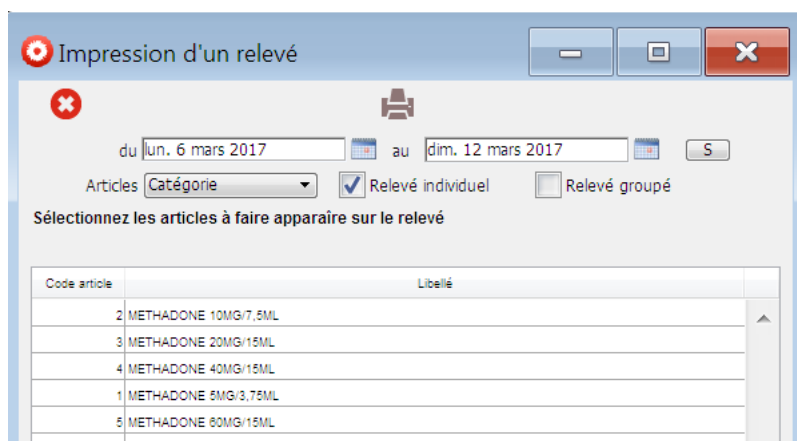 Impression d'un relevé
du lun. 6 mars 2017 au dim. 12 mars 2017 S
Articles Catégorie Relevé individuel Relevé groupé
Sélectionnez les articles à faire apparaître sur le relevé
Code article Libellé
2 METHADONE 10MG/7,5ML
3 METHADONE 20MG/15ML
4 METHADONE 40MG/15ML
1 METHADONE 5MG/3,75ML
5 METHADONE 60MG/15ML